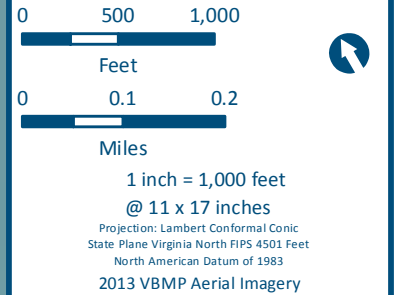 0 500 1,000
Feet
0 0.1 0.2
Miles
1 inch = 1,000 feet
@ 11 x 17 inches
Projection: Lambert Conformal Conic
State Plane Virginia North FIPS 4501 Feet
North American Datum of 1983
2013 VBMP Aerial Imagery